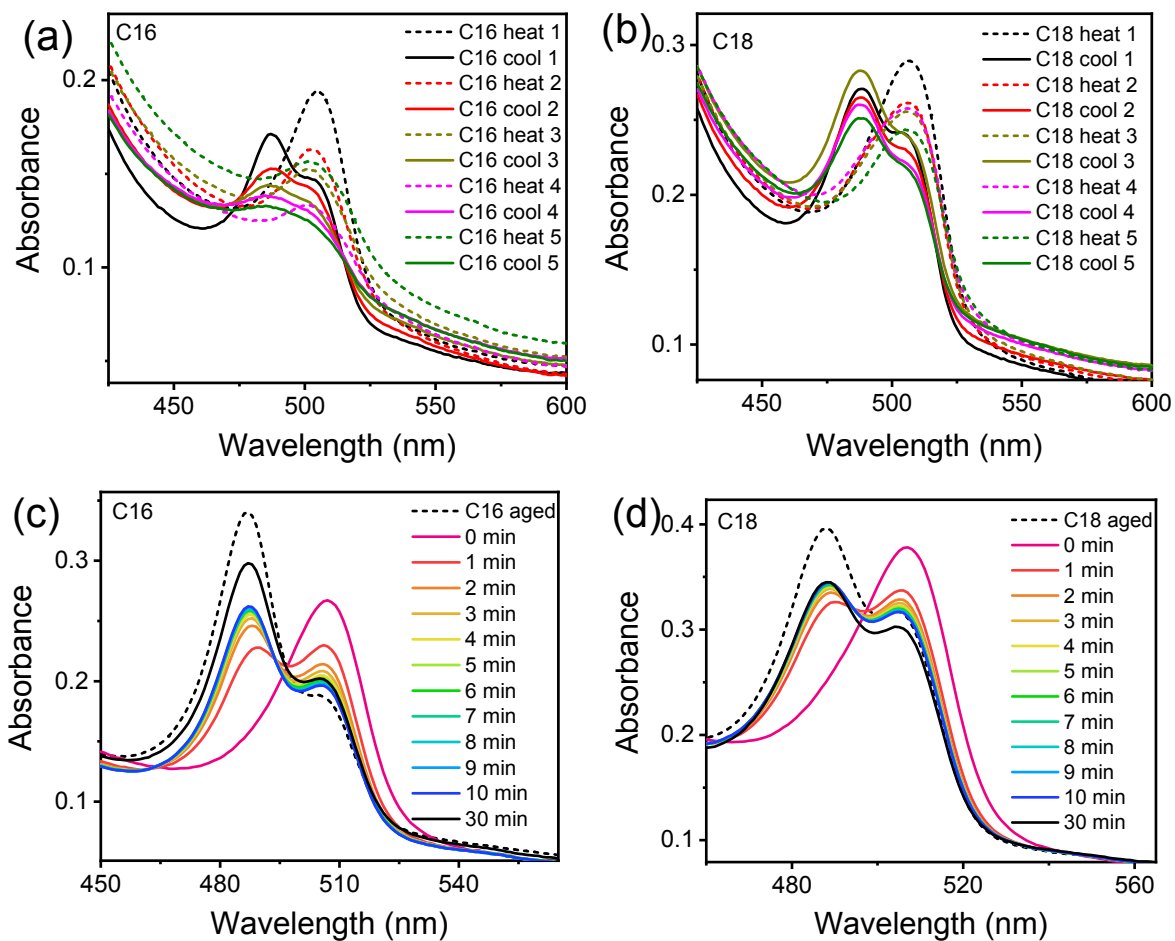 (a)
C16
C16 heat 1
C16 cool 1
C16 heat 2
C16 cool 2
C16 heat 3
C16 cool 3
C16 heat 4
C16 cool 4
C16 heat 5
C16 cool 5
0.2
0.1
Absorbance
450
500
550
600
Wavelength (nm)
(b)
C18
C18 heat 1
C18 cool 1
C18 heat 2
C18 cool 2
C18 heat 3
C18 cool 3
C18 heat 4
C18 cool 4
C18 heat 5
C18 cool 5
0.3
0.2
0.1
Absorbance
450
500
550
600
Wavelength (nm)
(c)
C16
C16 aged
0 min
1 min
2 min
3 min
4 min
5 min
6 min
7 min
8 min
9 min
10 min
30 min
0.3
0.2
0.1
Absorbance
450
480
510
540
Wavelength (nm)
(d)
C18
C18 aged
0 min
1 min
2 min
3 min
4 min
5 min
6 min
7 min
8 min
9 min
10 min
30 min
0.4
0.3
0.2
0.1
Absorbance
480
520
560
Wavelength (nm)